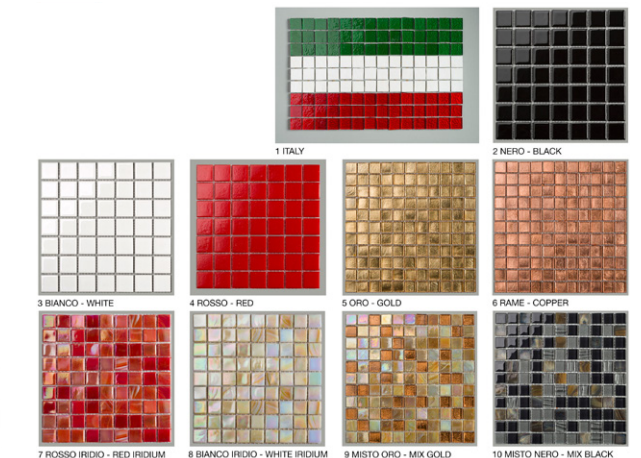 1 ITALY
2 NERO - BLACK
3 BIANCO - WHITE
4 ROSSO - RED
5 ORO - GOLD
6 RAME - COPPER
7 ROSSO IRIDIO - RED IRIDIUM
8 BIANCO IRIDIO - WHITE IRIDIUM
9 MISTO ORO - MIX GOLD
10 MISTO NERO - MIX BLACK